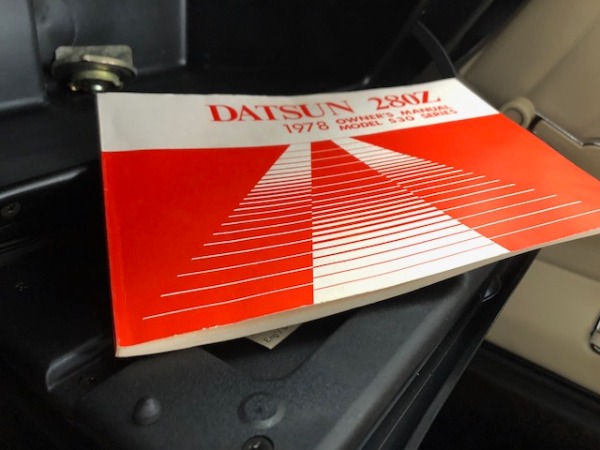 DATSUN 280Z
1978 OWNER'S MANUAL
MODEL S30 SERIES